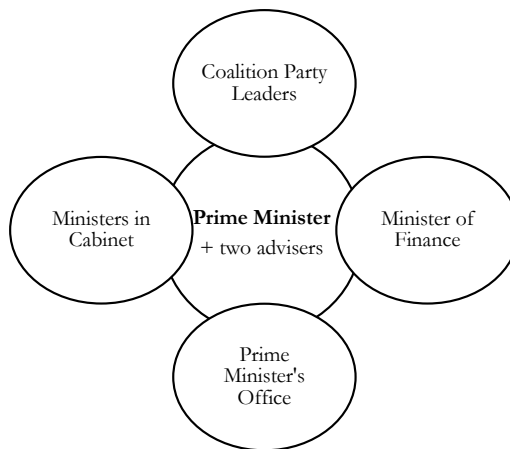 Coalition Party
Leaders
Ministers in
Cabinet
Prime Minister
+ two advisers
Minister of
Finance
Prime
Minister's
Office